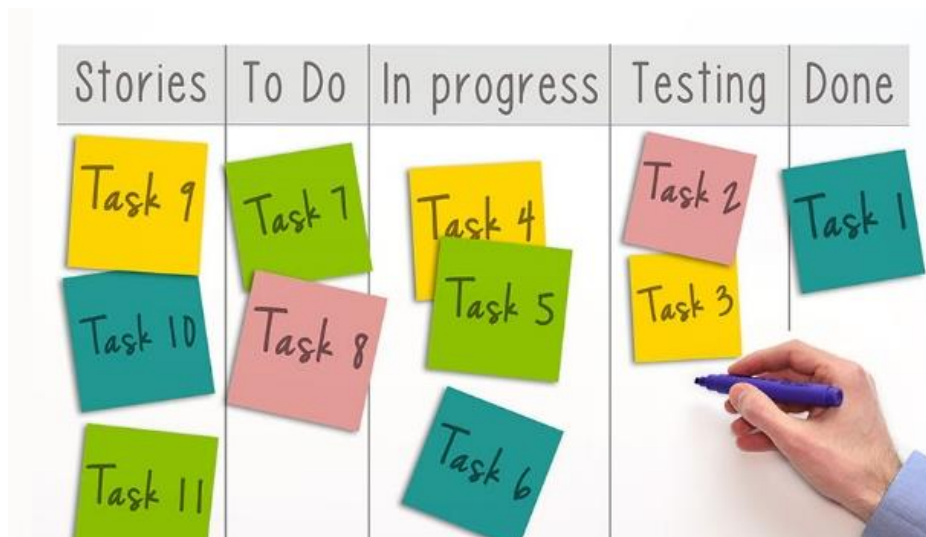 Stories To Do In progress Testing Done
Task 9
Task 10
Task 11
Task 7
Task 8
Task 4
Task 5
Task 6
Task 2
Task 3
Task 1